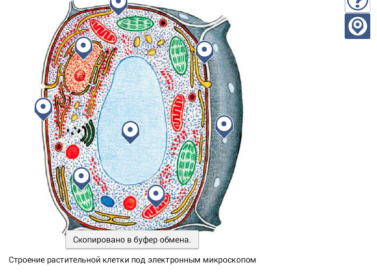 ?
Скопировано в буфер обмена.
Строение растительной клетки под электронным микроскопом